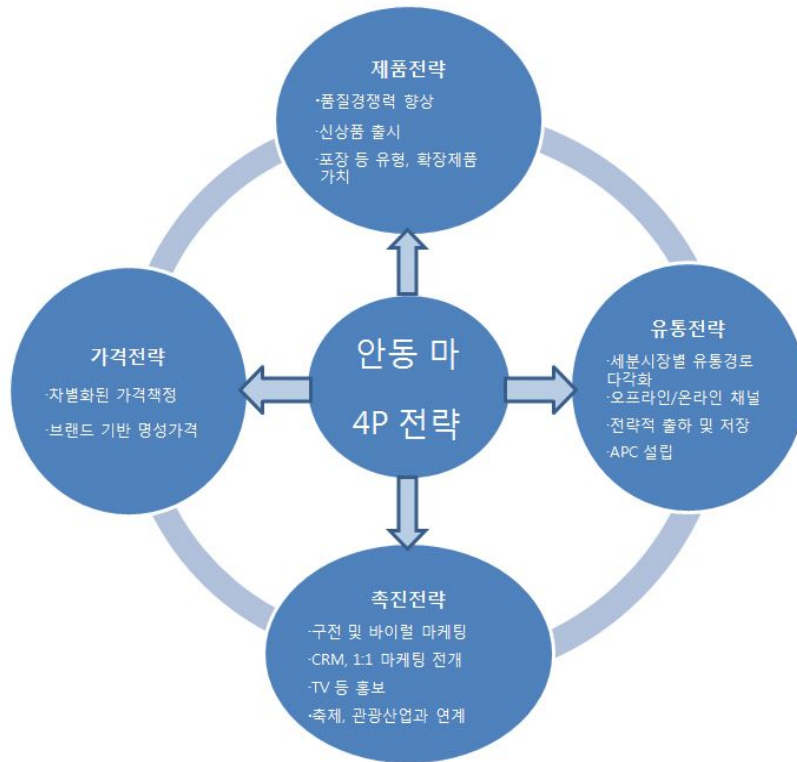 제품전략
·품질경쟁력 향상
·신상품 출시
·포장 등 유형, 확장제품
가치
가격전략
·차별화된 가격책정
·브랜드 기반 명성가격
안동 마
4P 전략
유통전략
·세분시장별 유통경로
다각화
·오프라인/온라인 채널
·전략적 출하 및 저장
·APC 설립
촉진전략
·구전 및 바이럴 마케팅
·CRM, 1:1 마케팅 전개
·TV 등 홍보
·축제, 관광산업과 연계